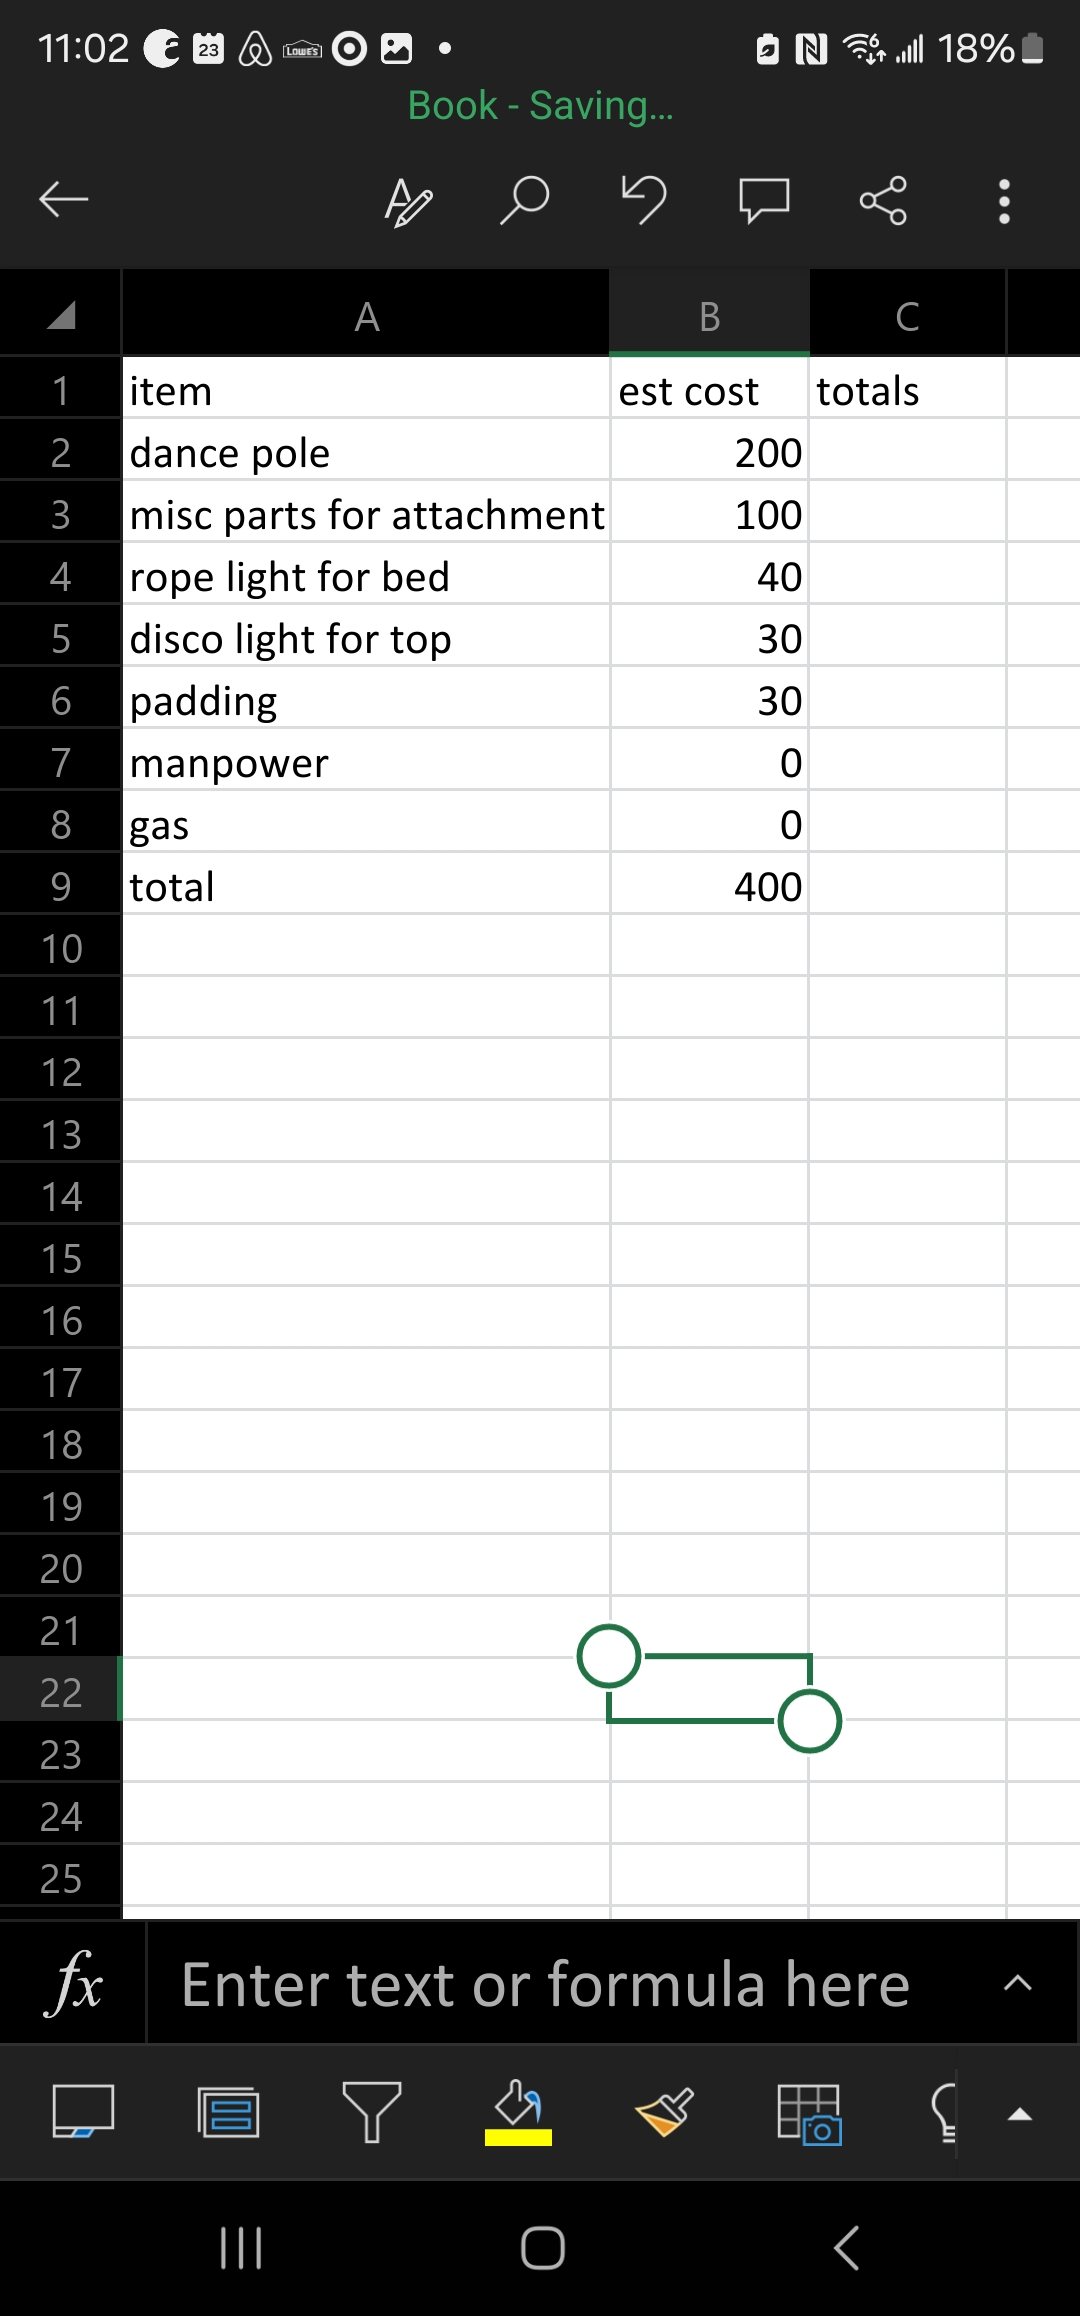 11:02 23 LOWE'S 6 18%
Book - Saving...
A B C
1 item est cost totals
2 dance pole 200
3 misc parts for attachment 100
4 rope light for bed 40
5 disco light for top 30
6 padding 30
7 manpower 0
8 gas 0
9 total 400
10
11
12
13
14
15
16
17
18
19
20
21
22
23
24
25
fx Enter text or formula here